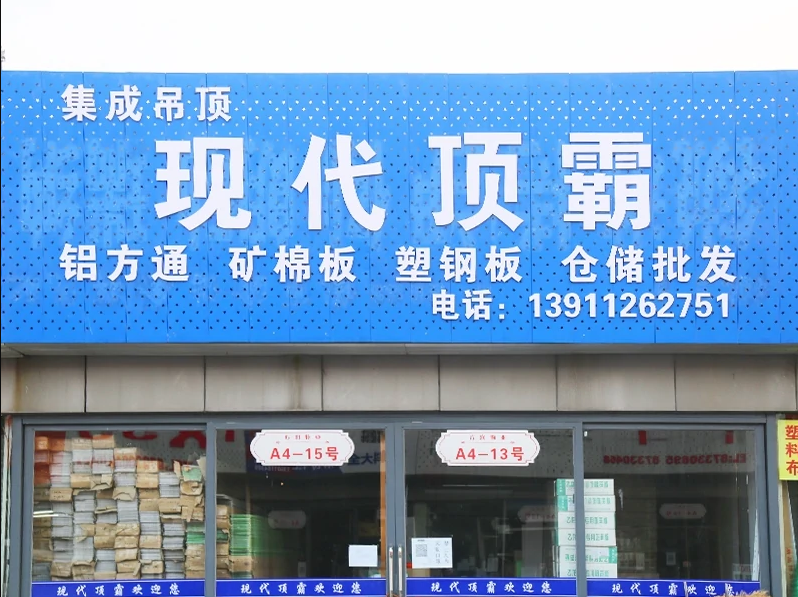 集成吊顶
现代顶霸
铝方通 矿棉板 塑钢板 仓储批发
电话：13911262751
A4-15号
A4-13号
塑料布
现代顶霸欢迎您
现代顶霸欢迎您
现代顶霸欢迎您
现代顶霸欢迎您